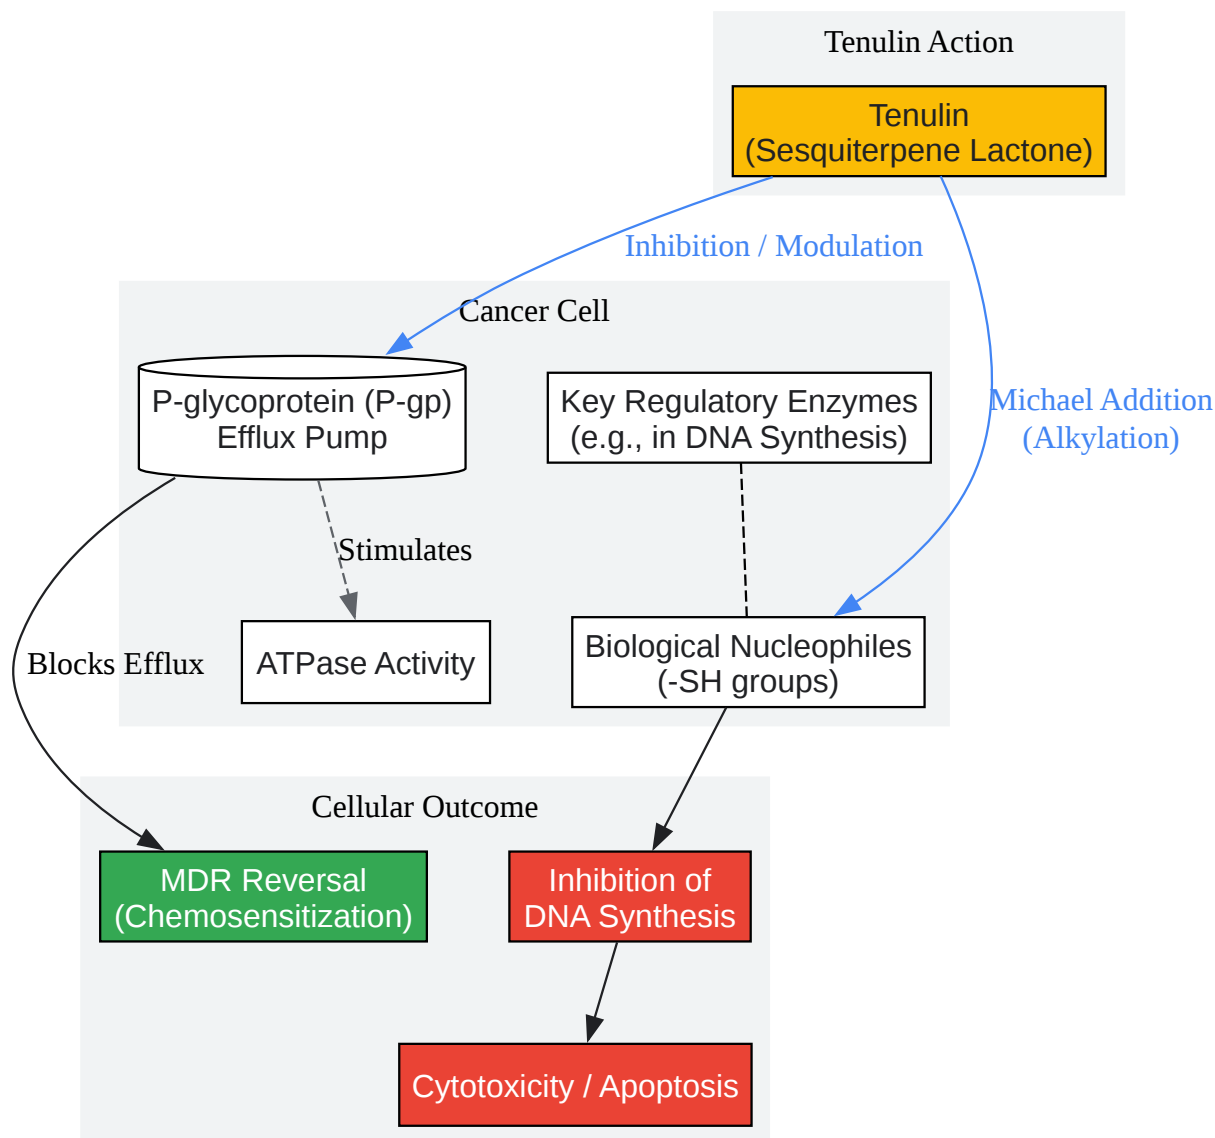 Tenulin Action
Tenulin
(Sesquiterpene Lactone)
Inhibition / Modulation
Cancer Cell
P-glycoprotein (P-gp)
Efflux Pump
Key Regulatory Enzymes
(e.g., in DNA Synthesis)
Michael Addition
(Alkylation)
Stimulates
Blocks Efflux
ATPase Activity
Biological Nucleophiles
(-SH groups)
Cellular Outcome
MDR Reversal
(Chemosensitization)
Inhibition of
DNA Synthesis
Cytotoxicity / Apoptosis